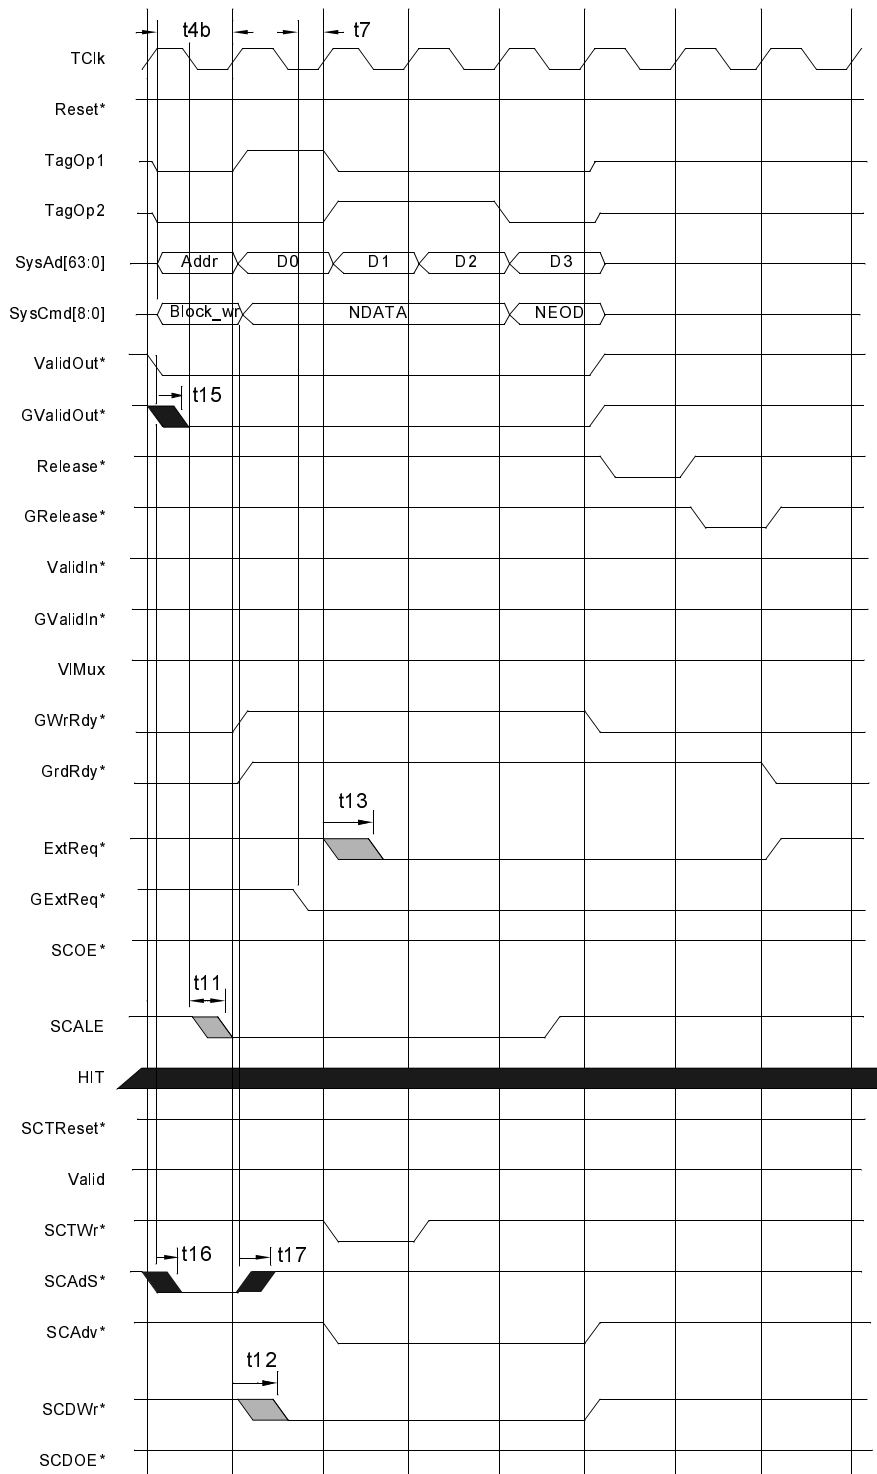 t4b t7
TClk
Reset*
TagOp1
TagOp2
SysAd[63:0] Addr D0 D1 D2 D3
SysCmd[8:0] Block_wr NDATA NEOD
ValidOut*
t15
GValidOut*
Release*
GRelease*
ValidIn*
GValidIn*
VIMux
GWrRdy*
GrdRdy*
t13
ExtReq*
GExtReq*
SCOE*
t11
SCALE
HIT
SCTReset*
Valid
SCTWr*
t16 t17
SCAdS*
SCAdv*
t12
SCDWr*
SCDOE*